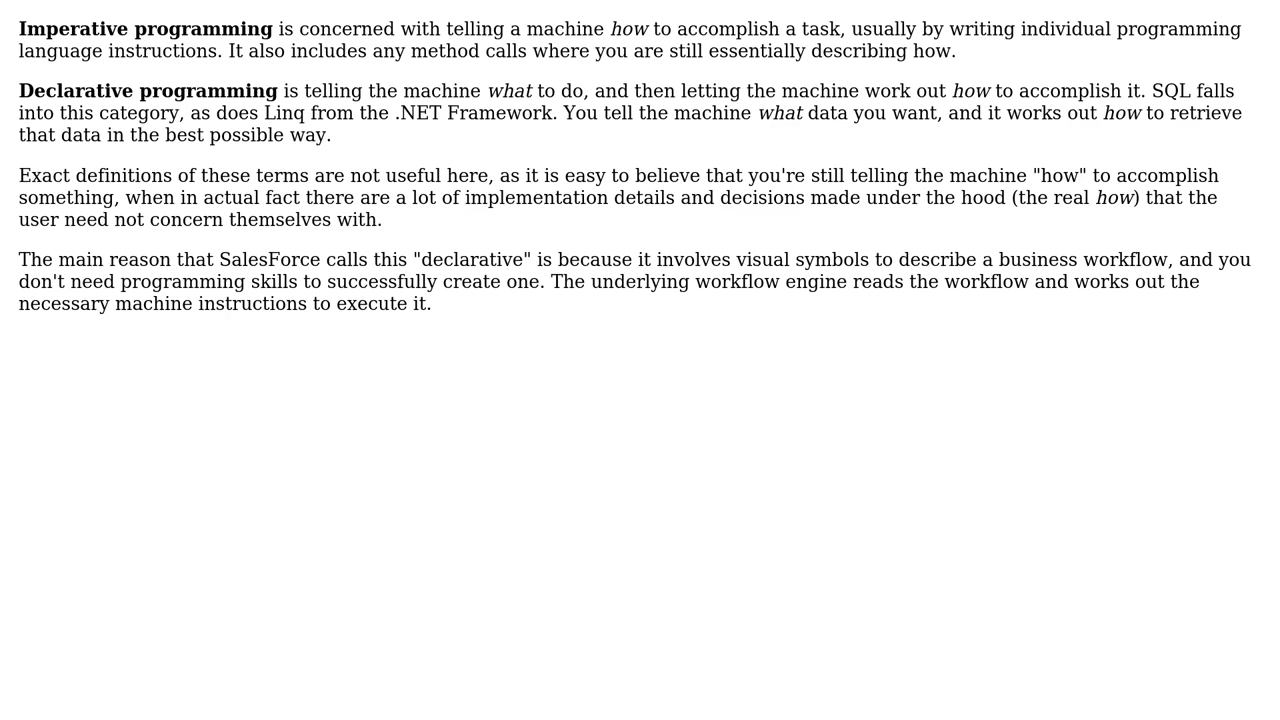 Imperative programming is concerned with telling a machine how to accomplish a task, usually by writing individual programming
language instructions. It also includes any method calls where you are still essentially describing how.
Declarative programming is telling the machine what to do, and then letting the machine work out how to accomplish it. SQL falls
into this category, as does Linq from the .NET Framework. You tell the machine what data you want, and it works out how to retrieve
that data in the best possible way.
Exact definitions of these terms are not useful here, as it is easy to believe that you're still telling the machine "how" to accomplish
something, when in actual fact there are a lot of implementation details and decisions made under the hood (the real how) that the
user need not concern themselves with.
The main reason that SalesForce calls this "declarative" is because it involves visual symbols to describe a business workflow, and you
don't need programming skills to successfully create one. The underlying workflow engine reads the workflow and works out the
necessary machine instructions to execute it.